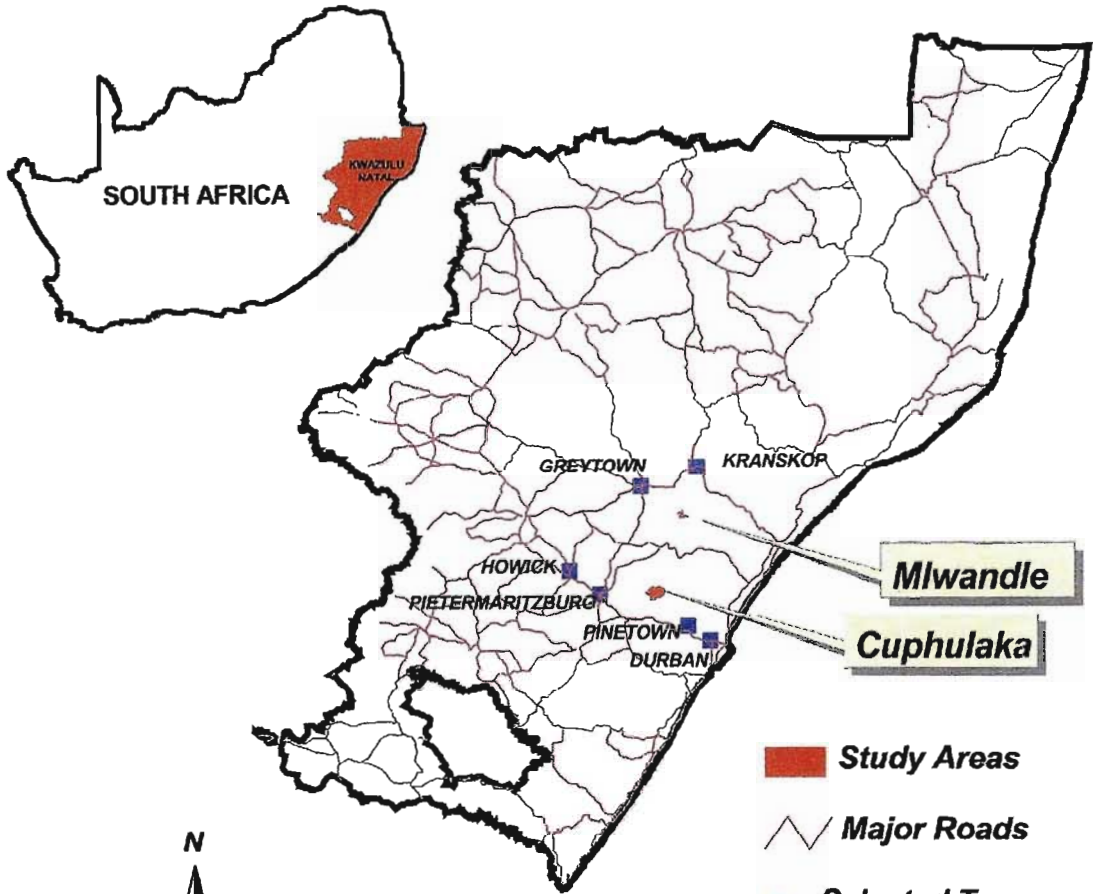 KWAZULU
NATAL
SOUTH AFRICA
GREYTOWN
KRANSKOP
HOWICK
Mlwandle
PIETERMARITZBURG
PINETOWN
Cuphulaka
DURBAN
Study Areas
Major Roads
N